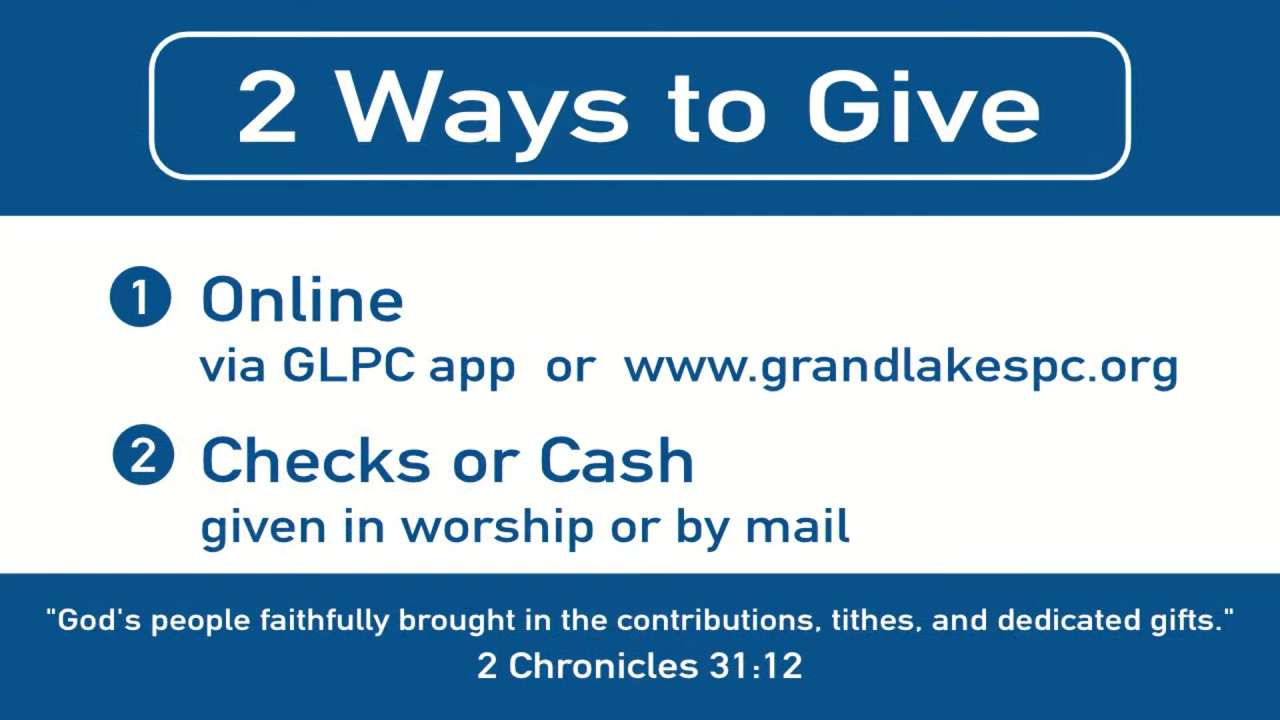 2 Ways to Give
1 Online
via GLPC app or www.grandlakespc.org
2 Checks or Cash
given in worship or by mail
"God's people faithfully brought in the contributions, tithes, and dedicated gifts."
2 Chronicles 31:12